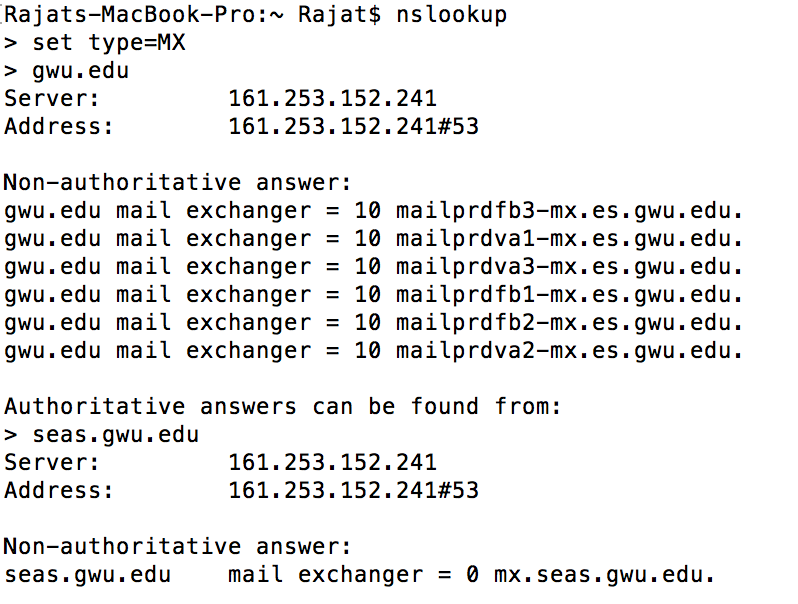 Rajats-MacBook-Pro:~ Rajat$ nslookup
> set type=MX
> gwu.edu
Server:         161.253.152.241
Address:        161.253.152.241#53
Non-authoritative answer:
gwu.edu mail exchanger = 10 mailprdfb3-mx.es.gwu.edu.
gwu.edu mail exchanger = 10 mailprdva1-mx.es.gwu.edu.
gwu.edu mail exchanger = 10 mailprdva3-mx.es.gwu.edu.
gwu.edu mail exchanger = 10 mailprdfb1-mx.es.gwu.edu.
gwu.edu mail exchanger = 10 mailprdfb2-mx.es.gwu.edu.
gwu.edu mail exchanger = 10 mailprdva2-mx.es.gwu.edu.
Authoritative answers can be found from:
> seas.gwu.edu
Server:         161.253.152.241
Address:        161.253.152.241#53
Non-authoritative answer:
seas.gwu.edu    mail exchanger = 0 mx.seas.gwu.edu.